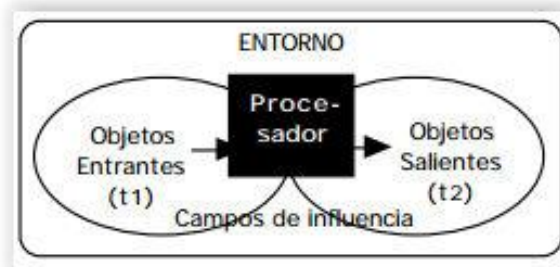 ENTORNO
Proce-
sador
Objetos
Entrantes
(t1)
Objetos
Salientes
(t2)
Campos de influencia